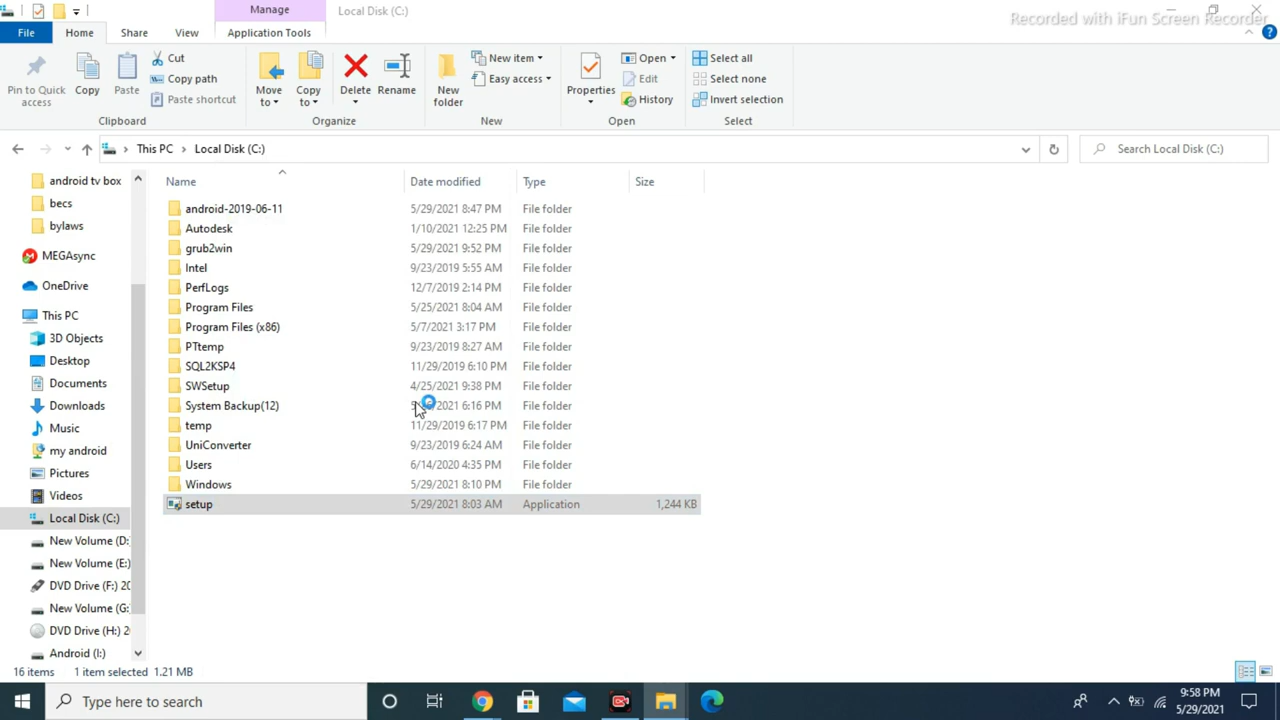 Manage
Local Disk (C:)
Recorded with iFun Screen Recorder
File
Home
Share
View
Application Tools
Pin to Quick access
Copy
Paste
Cut
Copy path
Paste shortcut
Clipboard
Move to
Copy to
Delete
Rename
Organize
New folder
New item
Easy access
New
Properties
Open
Edit
History
Open
Select all
Select none
Invert selection
Select
This PC
Local Disk (C:)
Search Local Disk (C:)
android tv box
becs
bylaws
MEGAsync
OneDrive
This PC
3D Objects
Desktop
Documents
Downloads
Music
my android
Pictures
Videos
Local Disk (C:)
New Volume (D:
New Volume (E:)
DVD Drive (F:) 20
New Volume (G:
DVD Drive (H:) 2
Android (I:)
Name Date modified Type Size
android-2019-06-11 5/29/2021 8:47 PM File folder
Autodesk 1/10/2021 12:25 PM File folder
grub2win 5/29/2021 9:52 PM File folder
Intel 9/23/2019 5:55 AM File folder
PerfLogs 12/7/2019 2:14 PM File folder
Program Files 5/25/2021 8:04 AM File folder
Program Files (x86) 5/7/2021 3:17 PM File folder
PTtemp 9/23/2019 8:27 AM File folder
SQL2KSP4 11/29/2019 6:10 PM File folder
SWSetup 4/25/2021 9:38 PM File folder
System Backup(12) 2021 6:16 PM File folder
temp 11/29/2019 6:17 PM File folder
UniConverter 9/23/2019 6:24 AM File folder
Users 6/14/2020 4:35 PM File folder
Windows 5/29/2021 8:10 PM File folder
setup 5/29/2021 8:03 AM Application 1,244 KB
16 items 1 item selected 1.21 MB
Type here to search
9:58 PM
5/29/2021